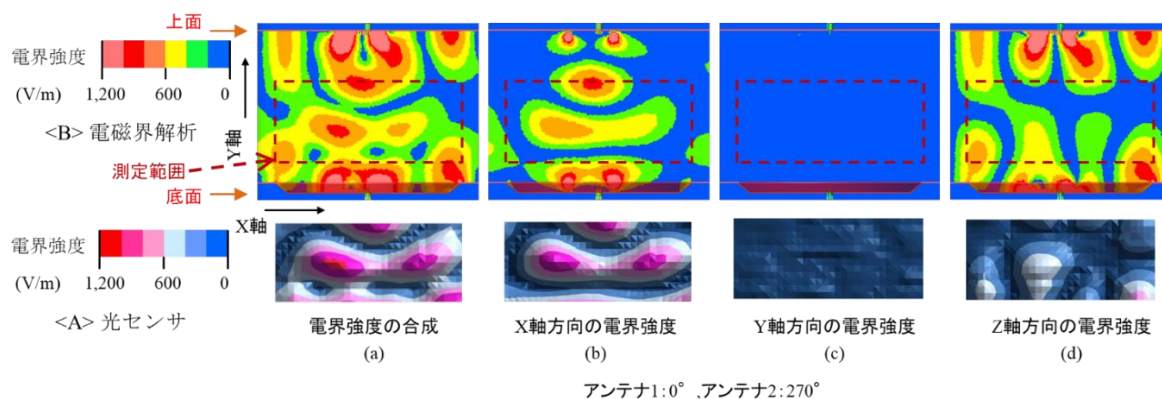 上面
電界強度
(V/m)
1,200 600 0
<B> 電磁界解析
Y軸
測定範囲
底面
X軸
電界強度
(V/m)
1,200 600 0
<A> 光センサ
電界強度の合成
(a)
X軸方向の電界強度
(b)
Y軸方向の電界強度
(c)
Z軸方向の電界強度
(d)
アンテナ1:0° ,アンテナ2:270°